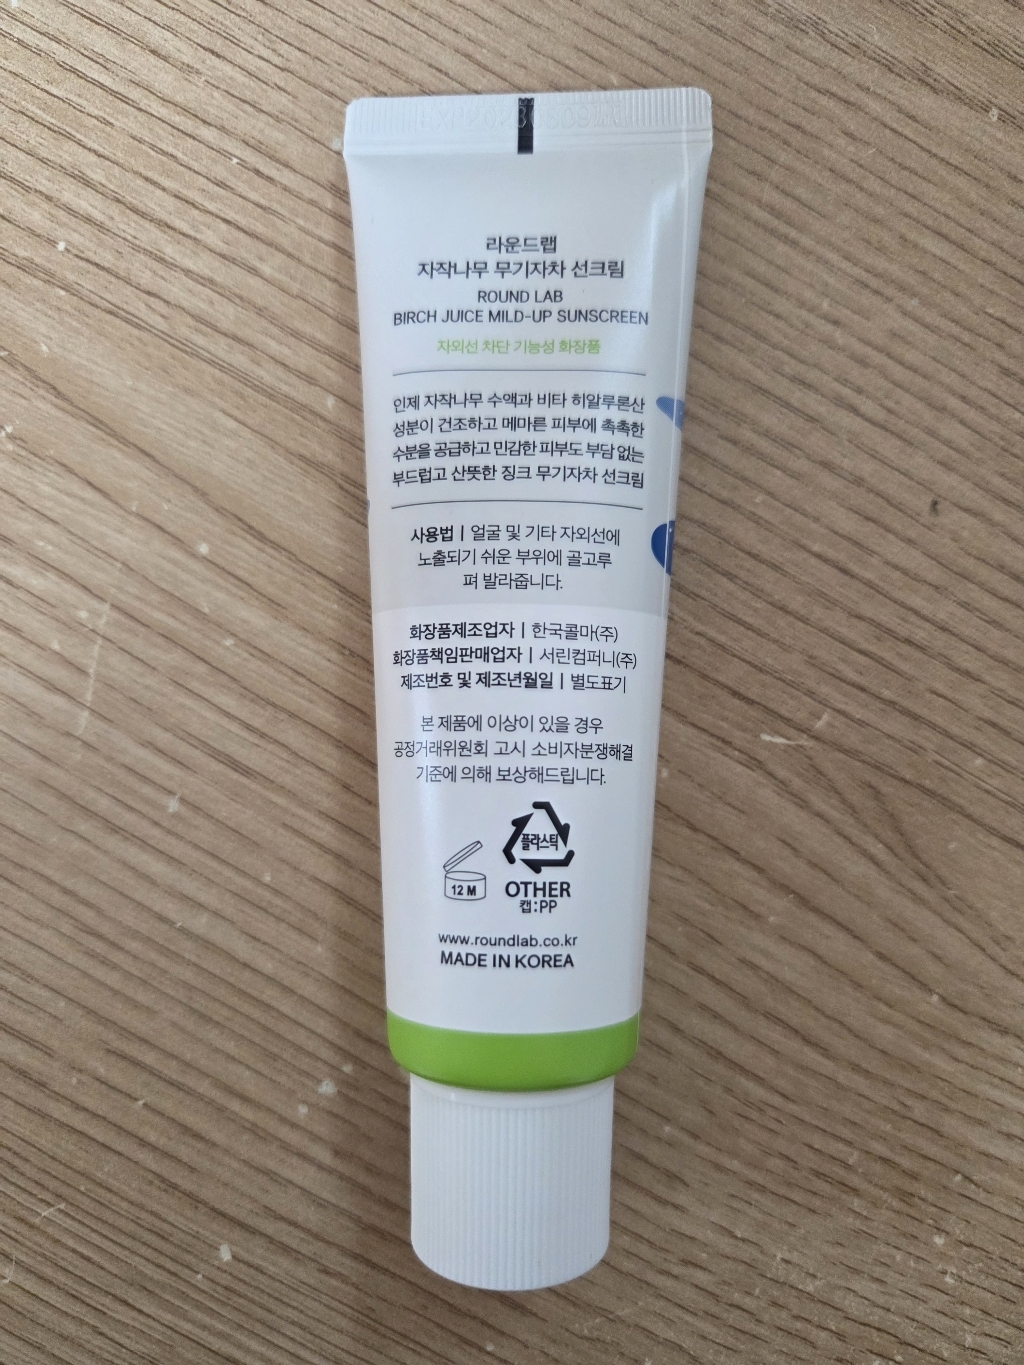 라운드랩
자작나무 무기자차 선크림
ROUND LAB
BIRCH JUICE MILD-UP SUNSCREEN
자외선 차단 기능성 화장품
인제 자작나무 수액과 비타 히알루론산
성분이 건조하고 메마른 피부에 촉촉한
수분을 공급하고 민감한 피부도 부담 없는
부드럽고 산뜻한 징크 무기자차 선크림
사용법 | 얼굴 및 기타 자외선에
노출되기 쉬운 부위에 골고루
펴 발라줍니다.
화장품제조업자 | 한국콜마(주)
화장품책임판매업자 | 서린컴퍼니(주)
제조번호 및 제조년월일 | 별도표기
본 제품에 이상이 있을 경우
공정거래위원회 고시 소비자분쟁해결
기준에 의해 보상해드립니다.
플라스틱
12 M
OTHER
캡:PP
www.roundlab.co.kr
MADE IN KOREA